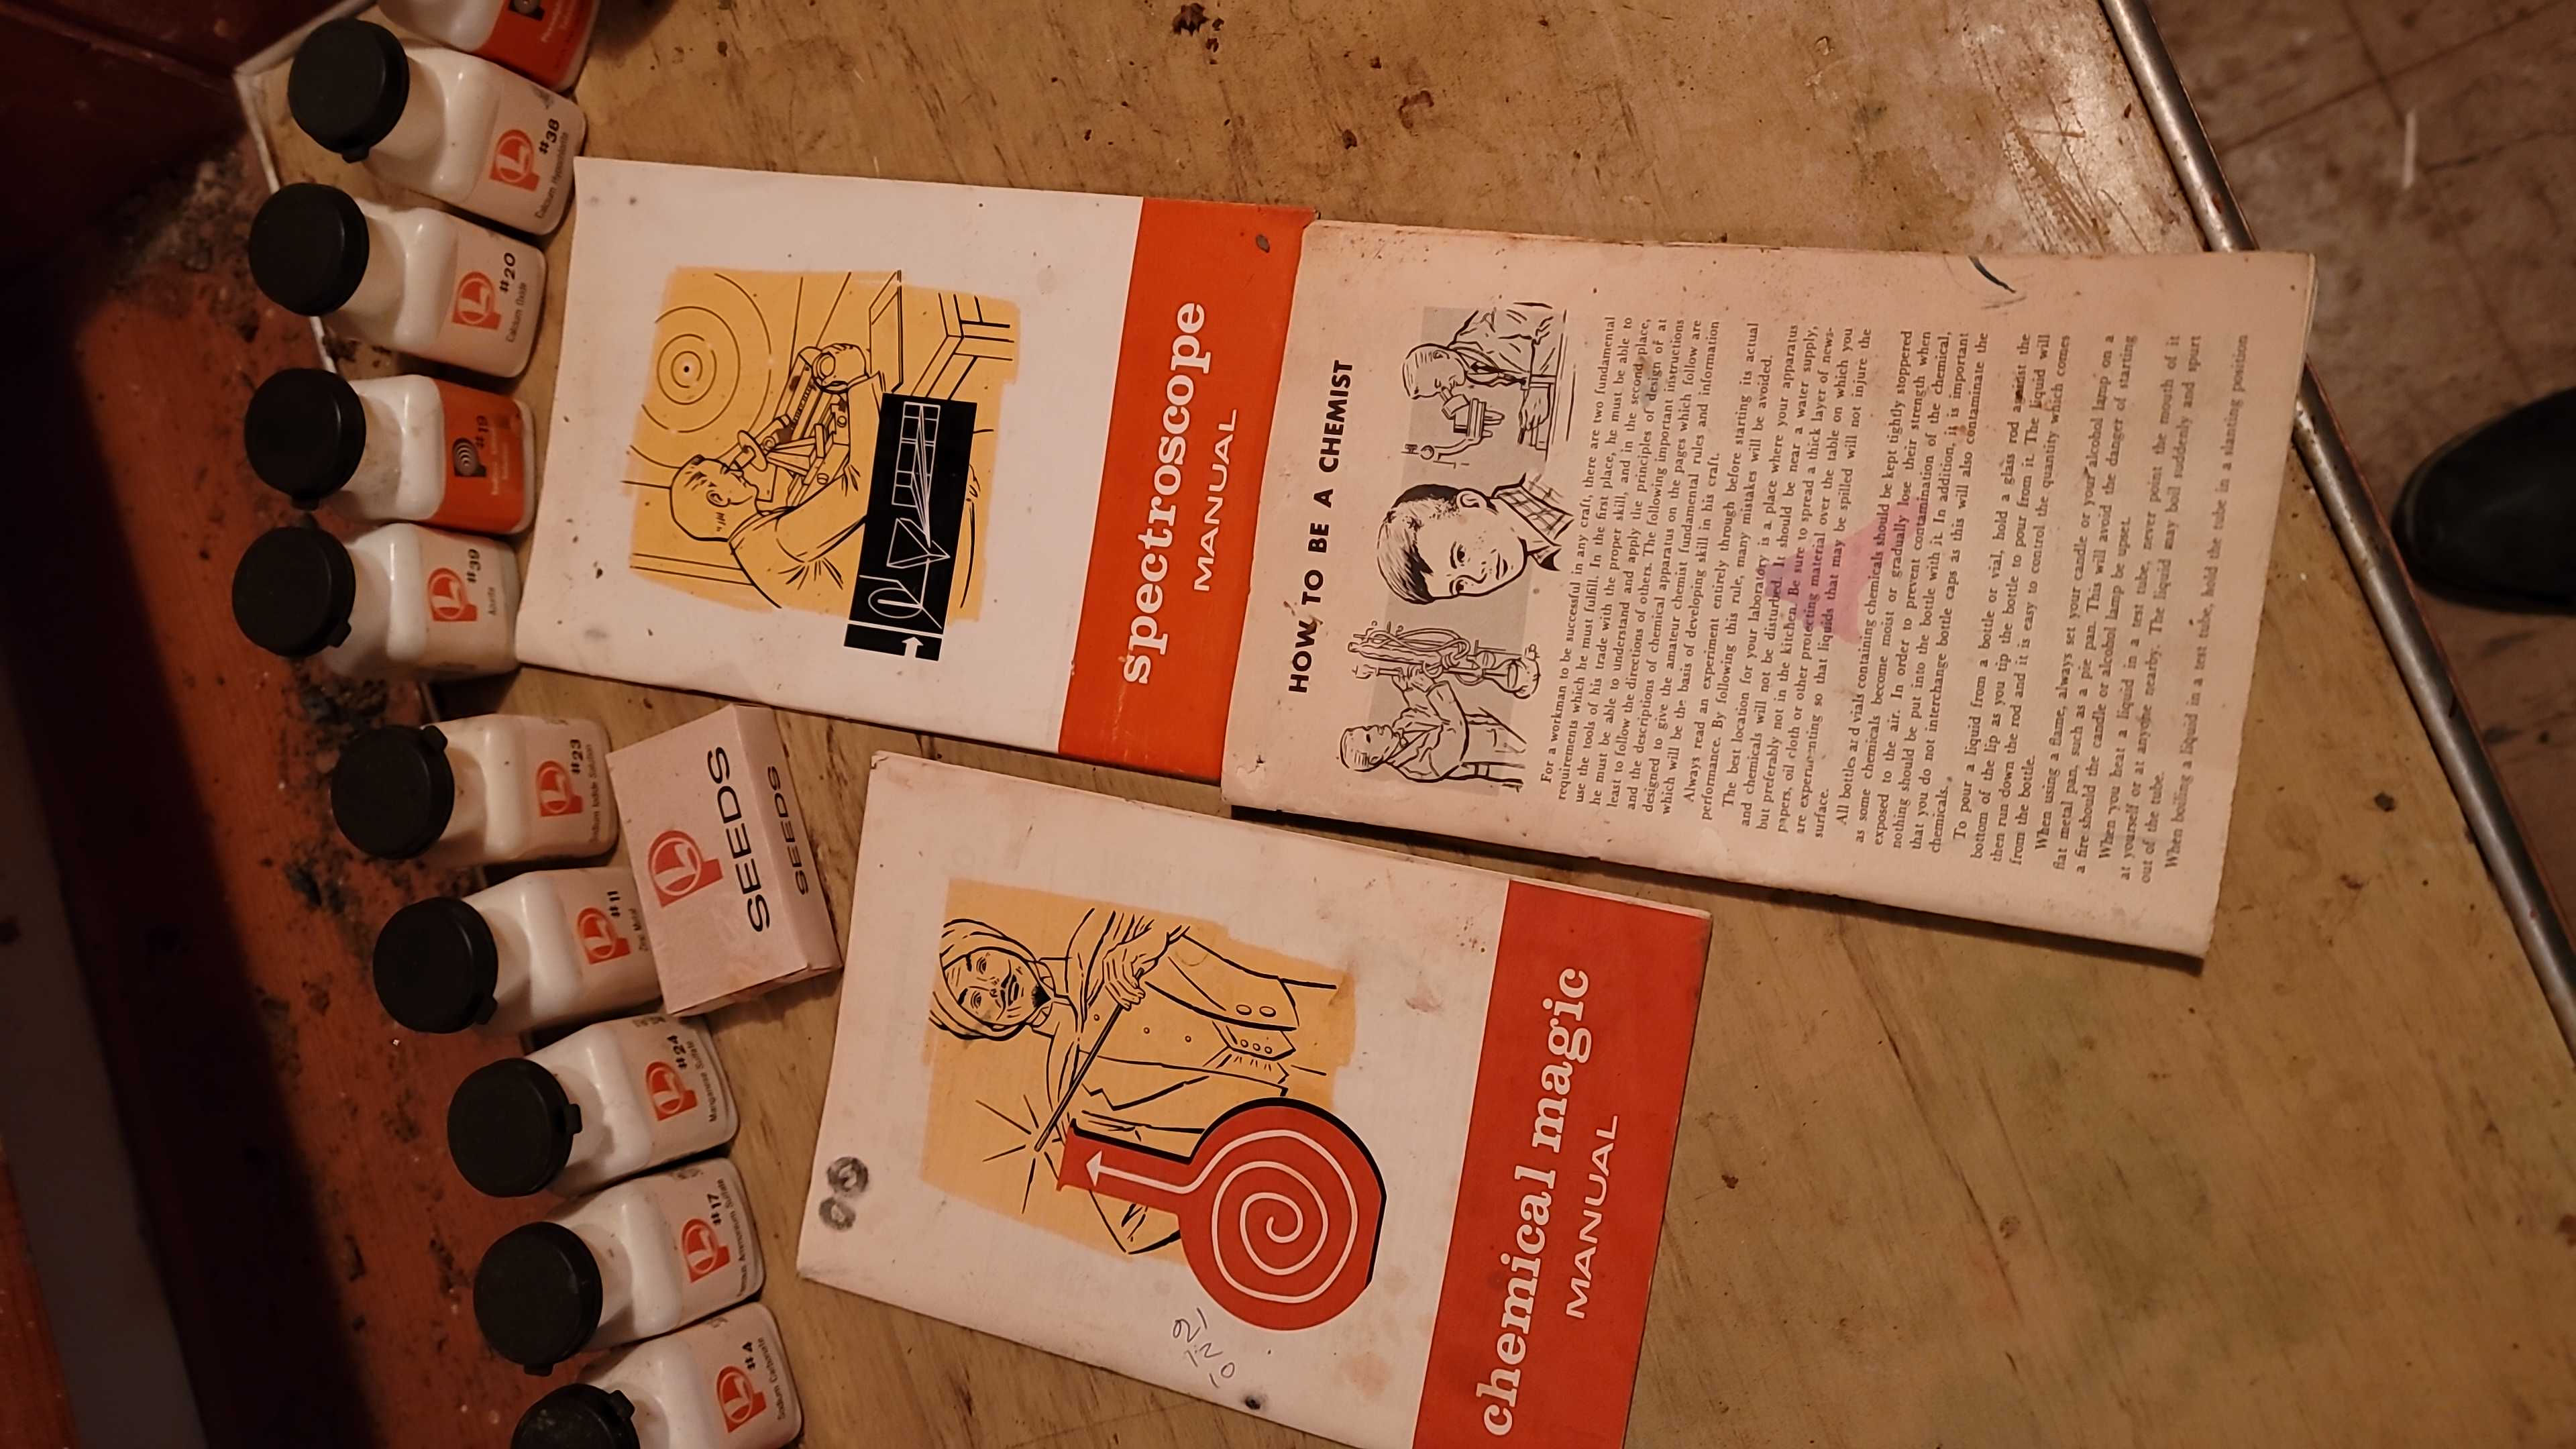 #38
#20
Calcium Oxide
#19
#39
Alurite
#23
#11
Zinc Metal
#24
Manganese Sulfate
#17
#4
Sodium Carbonate
SEEDS
SEEDS
spectroscope
MANUAL
HOW TO BE A CHEMIST
For a workman to be successful in any craft, there are two fundamental
requirements which he must fulfill. In the first place, he must be able to
use the tools of his trade with the proper skill, and in the second place,
he must be able to understand and apply the principles of design or at
least to follow the directions of others. The following important instructions
and the descriptions of chemical apparatus on the pages which follow are
designed to give the amateur chemist fundamental rules and information
which will be the basis of developing skill in his craft.
Always read an experiment entirely through before starting its actual
performance. By following this rule, many mistakes will be avoided.
The best location for your laboratory is a place where your apparatus
and chemicals will not be disturbed. It should be near a water supply,
but preferably not in the kitchen. Be sure to spread a thick layer of news-
papers, oil cloth or other protecting material over the table on which you
are experimenting so that liquids that may be spilled will not injure the
surface.
All bottles and vials containing chemicals should be kept tightly stoppered
as some chemicals become moist or gradually lose their strength when
exposed to the air. In order to prevent contamination of the chemical,
nothing should be put into the bottle with it. In addition, it is important
that you do not interchange bottle caps as this will also contaminate the
chemicals.
To pour a liquid from a bottle or vial, hold a glass rod against the
bottom of the lip as you tip the bottle to pour from it. The liquid will
then run down the rod and it is easy to control the quantity which comes
from the bottle.
When using a flame, always set your candle or your alcohol lamp on a
flat metal pan, such as a pie pan. This will avoid the danger of starting
a fire should the candle or alcohol lamp be upset.
When you heat a liquid in a test tube, never point the mouth of it
at yourself or at anyone nearby. The liquid may boil suddenly and spurt
out of the tube.
When boiling a liquid in a test tube, hold the tube in a slanting position
chemical magic
MANUAL